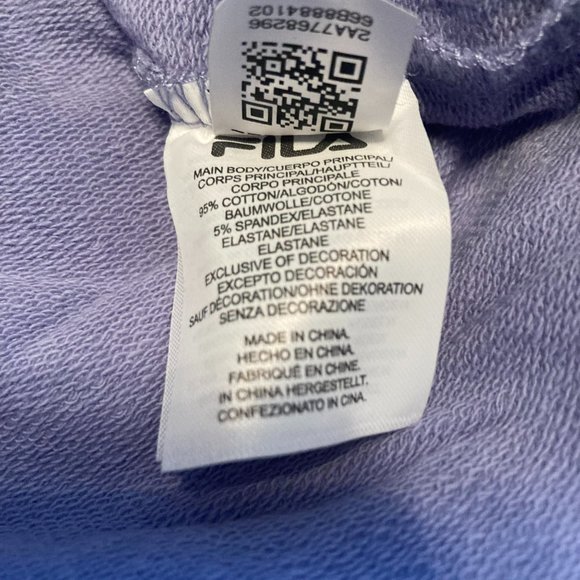 2AA7768296
66B8884102
FILA
MAIN BODY/CUERPO PRINCIPAL/
CORPS PRINCIPAL/HAUPTTEIL/
CORPO PRINCIPALE
95% COTTON/ALGODÓN/COTON/
BAUMWOLLE/COTONE
5% SPANDEX/ELASTANE
ELASTANE/ELASTANE/
ELASTANE
EXCLUSIVE OF DECORATION
EXCEPTO DECORACIÓN
SAUF DÉCORATION/OHNE DEKORATION
SENZA DECORAZIONE
MADE IN CHINA.
HECHO EN CHINA.
FABRIQUÉ EN CHINE.
IN CHINA HERGESTELLT.
CONFEZIONATO IN CINA.